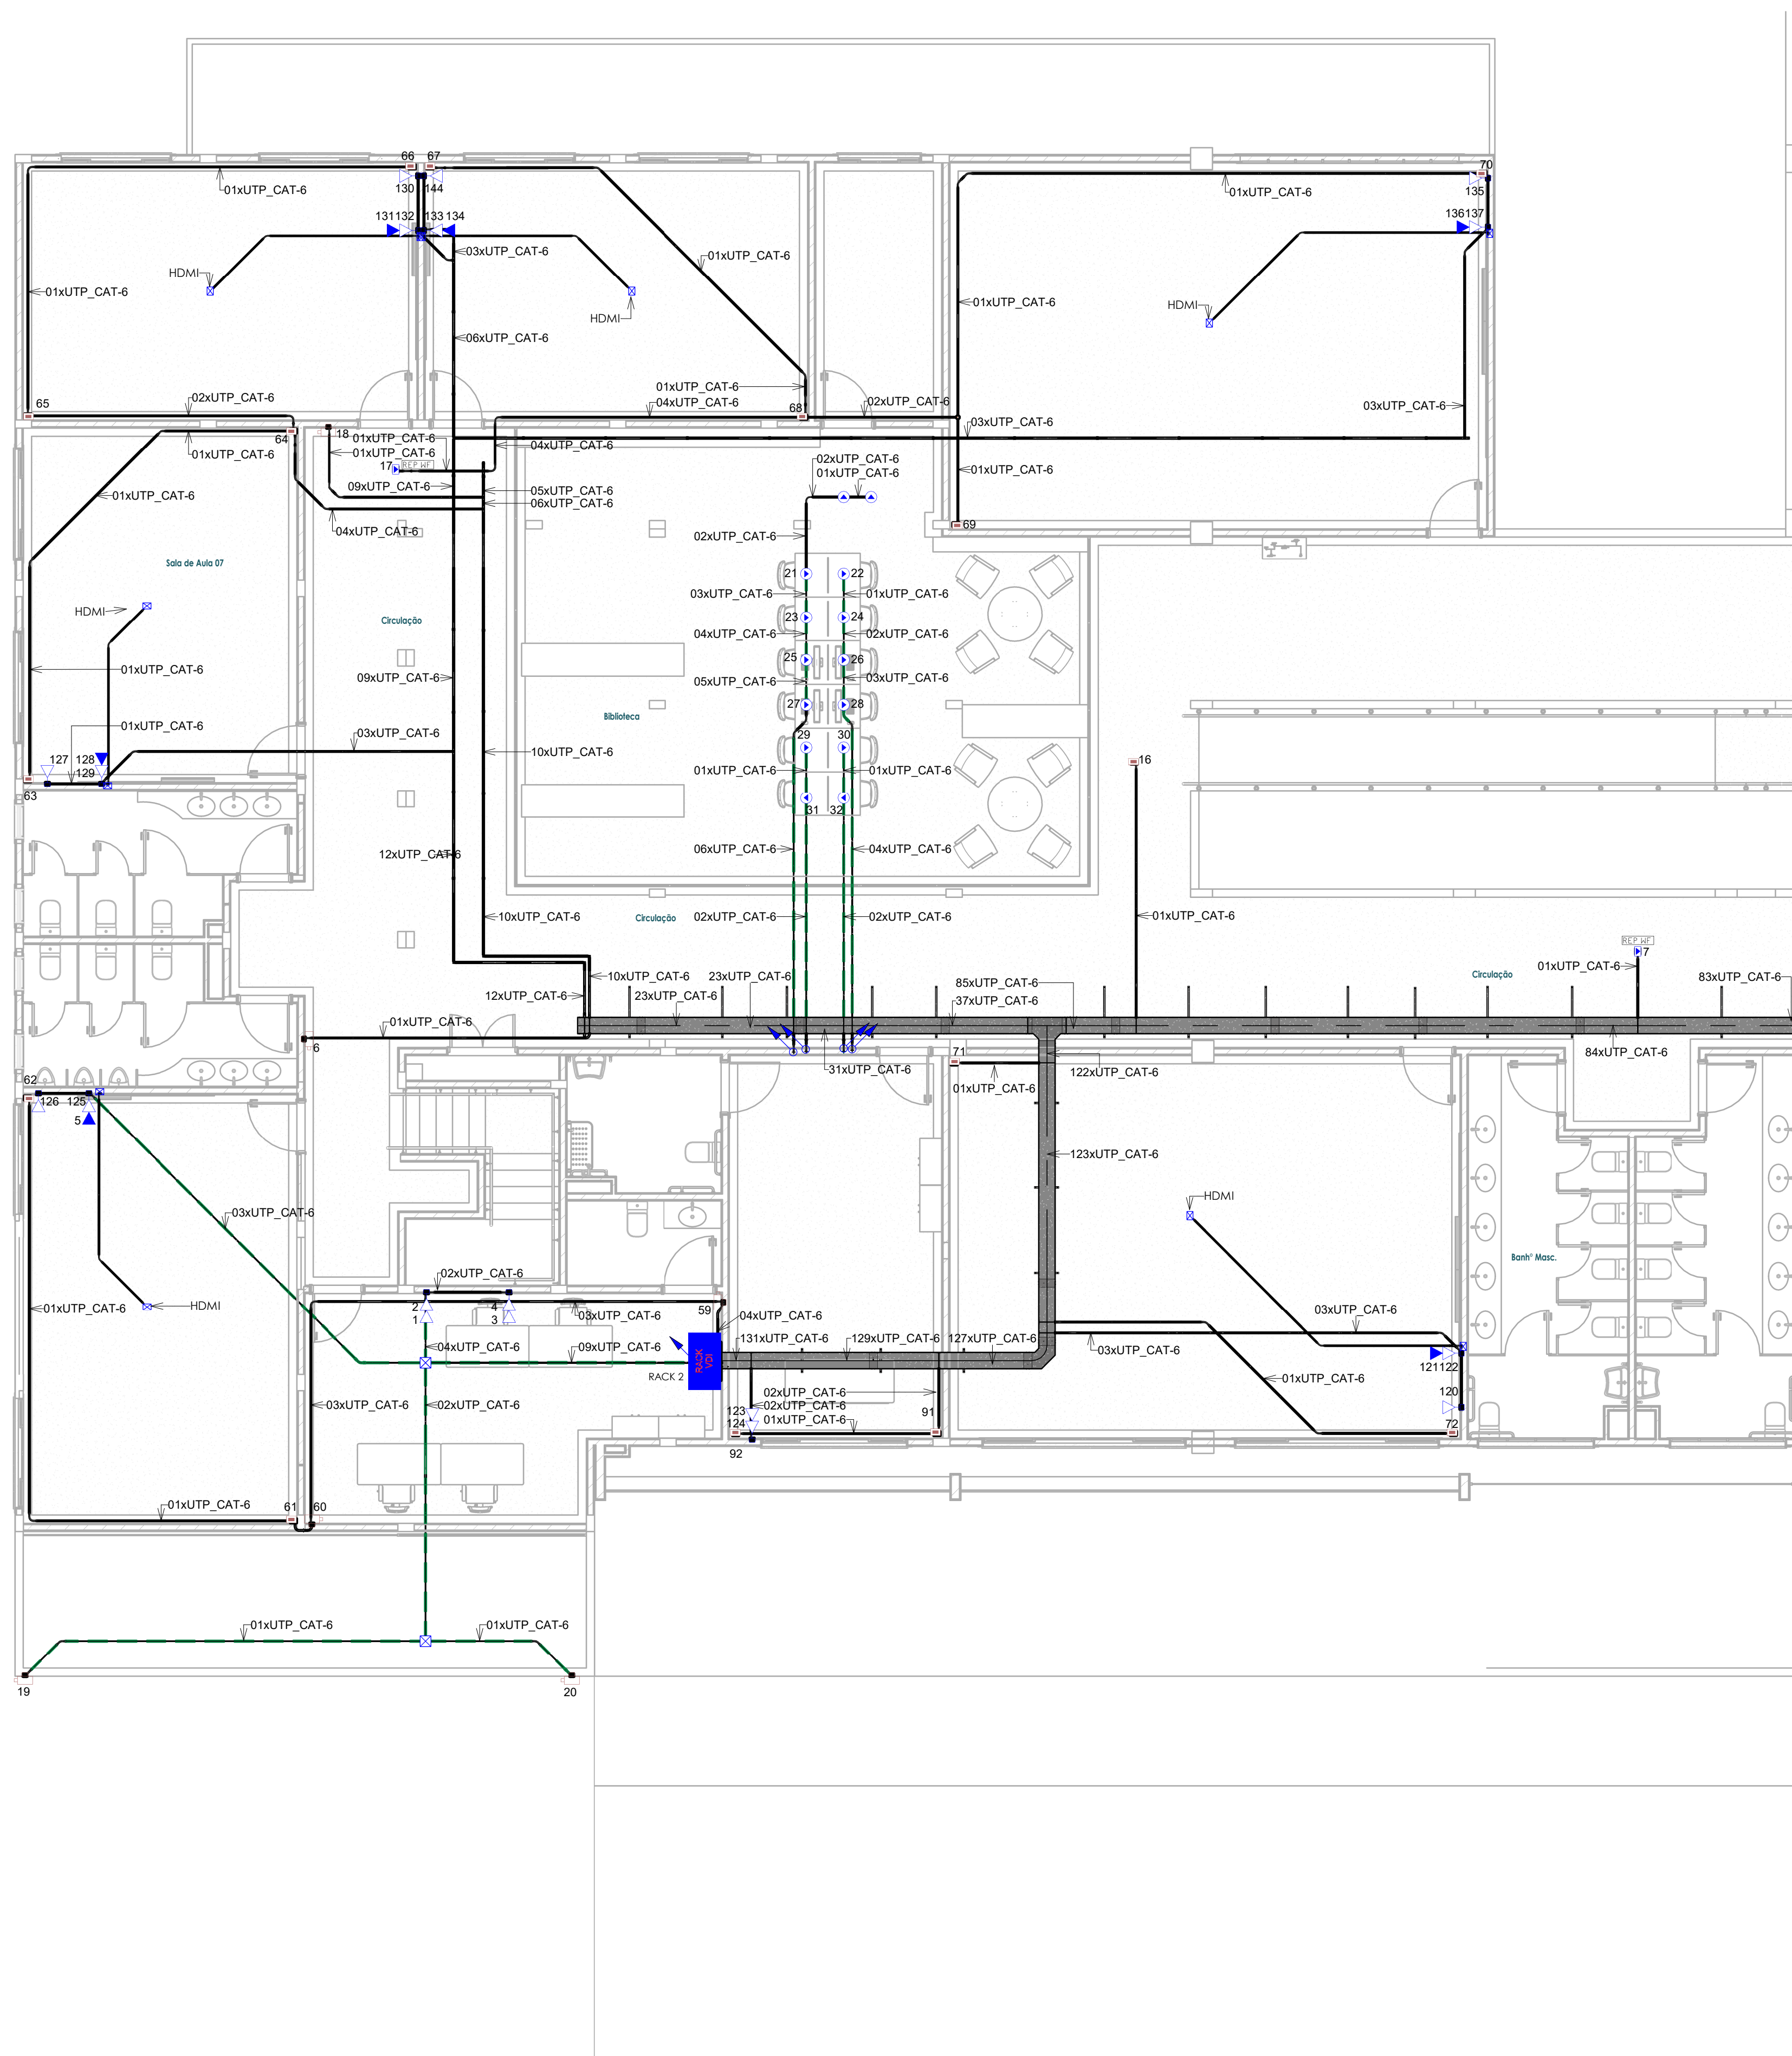 66 67
01xUTP_CAT-6
130 144
70
01xUTP_CAT-6
135
131 132 133 134
136 137
03xUTP_CAT-6
01xUTP_CAT-6
HDMI
01xUTP_CAT-6
01xUTP_CAT-6
HDMI
HDMI
06xUTP_CAT-6
01xUTP_CAT-6
65
02xUTP_CAT-6
04xUTP_CAT-6
68
02xUTP_CAT-6
03xUTP_CAT-6
03xUTP_CAT-6
64
18
01xUTP_CAT-6
01xUTP_CAT-6
01xUTP_CAT-6
04xUTP_CAT-6
17
REP WF
02xUTP_CAT-6
01xUTP_CAT-6
01xUTP_CAT-6
09xUTP_CAT-6
05xUTP_CAT-6
01xUTP_CAT-6
06xUTP_CAT-6
04xUTP_CAT-6
69
02xUTP_CAT-6
Sala de Aula 07
21
22
03xUTP_CAT-6
01xUTP_CAT-6
HDMI
Circulação
23
24
04xUTP_CAT-6
02xUTP_CAT-6
25
26
01xUTP_CAT-6
09xUTP_CAT-6
05xUTP_CAT-6
03xUTP_CAT-6
27
28
Biblioteca
01xUTP_CAT-6
03xUTP_CAT-6
29
30
10xUTP_CAT-6
127
128
129
16
01xUTP_CAT-6
01xUTP_CAT-6
63
31
32
12xUTP_CAT-6
06xUTP_CAT-6
04xUTP_CAT-6
10xUTP_CAT-6
Circulação
02xUTP_CAT-6
02xUTP_CAT-6
01xUTP_CAT-6
REP WF
7
01xUTP_CAT-6
Circulação
10xUTP_CAT-6
23xUTP_CAT-6
85xUTP_CAT-6
83xUTP_CAT-6
12xUTP_CAT-6
23xUTP_CAT-6
37xUTP_CAT-6
01xUTP_CAT-6
6
71
84xUTP_CAT-6
31xUTP_CAT-6
122xUTP_CAT-6
01xUTP_CAT-6
62
126
125
5
123xUTP_CAT-6
03xUTP_CAT-6
HDMI
Banhº Masc.
02xUTP_CAT-6
01xUTP_CAT-6
HDMI
2
4
03xUTP_CAT-6
59
04xUTP_CAT-6
03xUTP_CAT-6
1
3
04xUTP_CAT-6
09xUTP_CAT-6
RACK
VDI
RACK 2
131xUTP_CAT-6
129xUTP_CAT-6
127xUTP_CAT-6
03xUTP_CAT-6
121 122
01xUTP_CAT-6
03xUTP_CAT-6
02xUTP_CAT-6
02xUTP_CAT-6
02xUTP_CAT-6
120
123
124
01xUTP_CAT-6
91
72
92
01xUTP_CAT-6
61
60
01xUTP_CAT-6
01xUTP_CAT-6
19
20